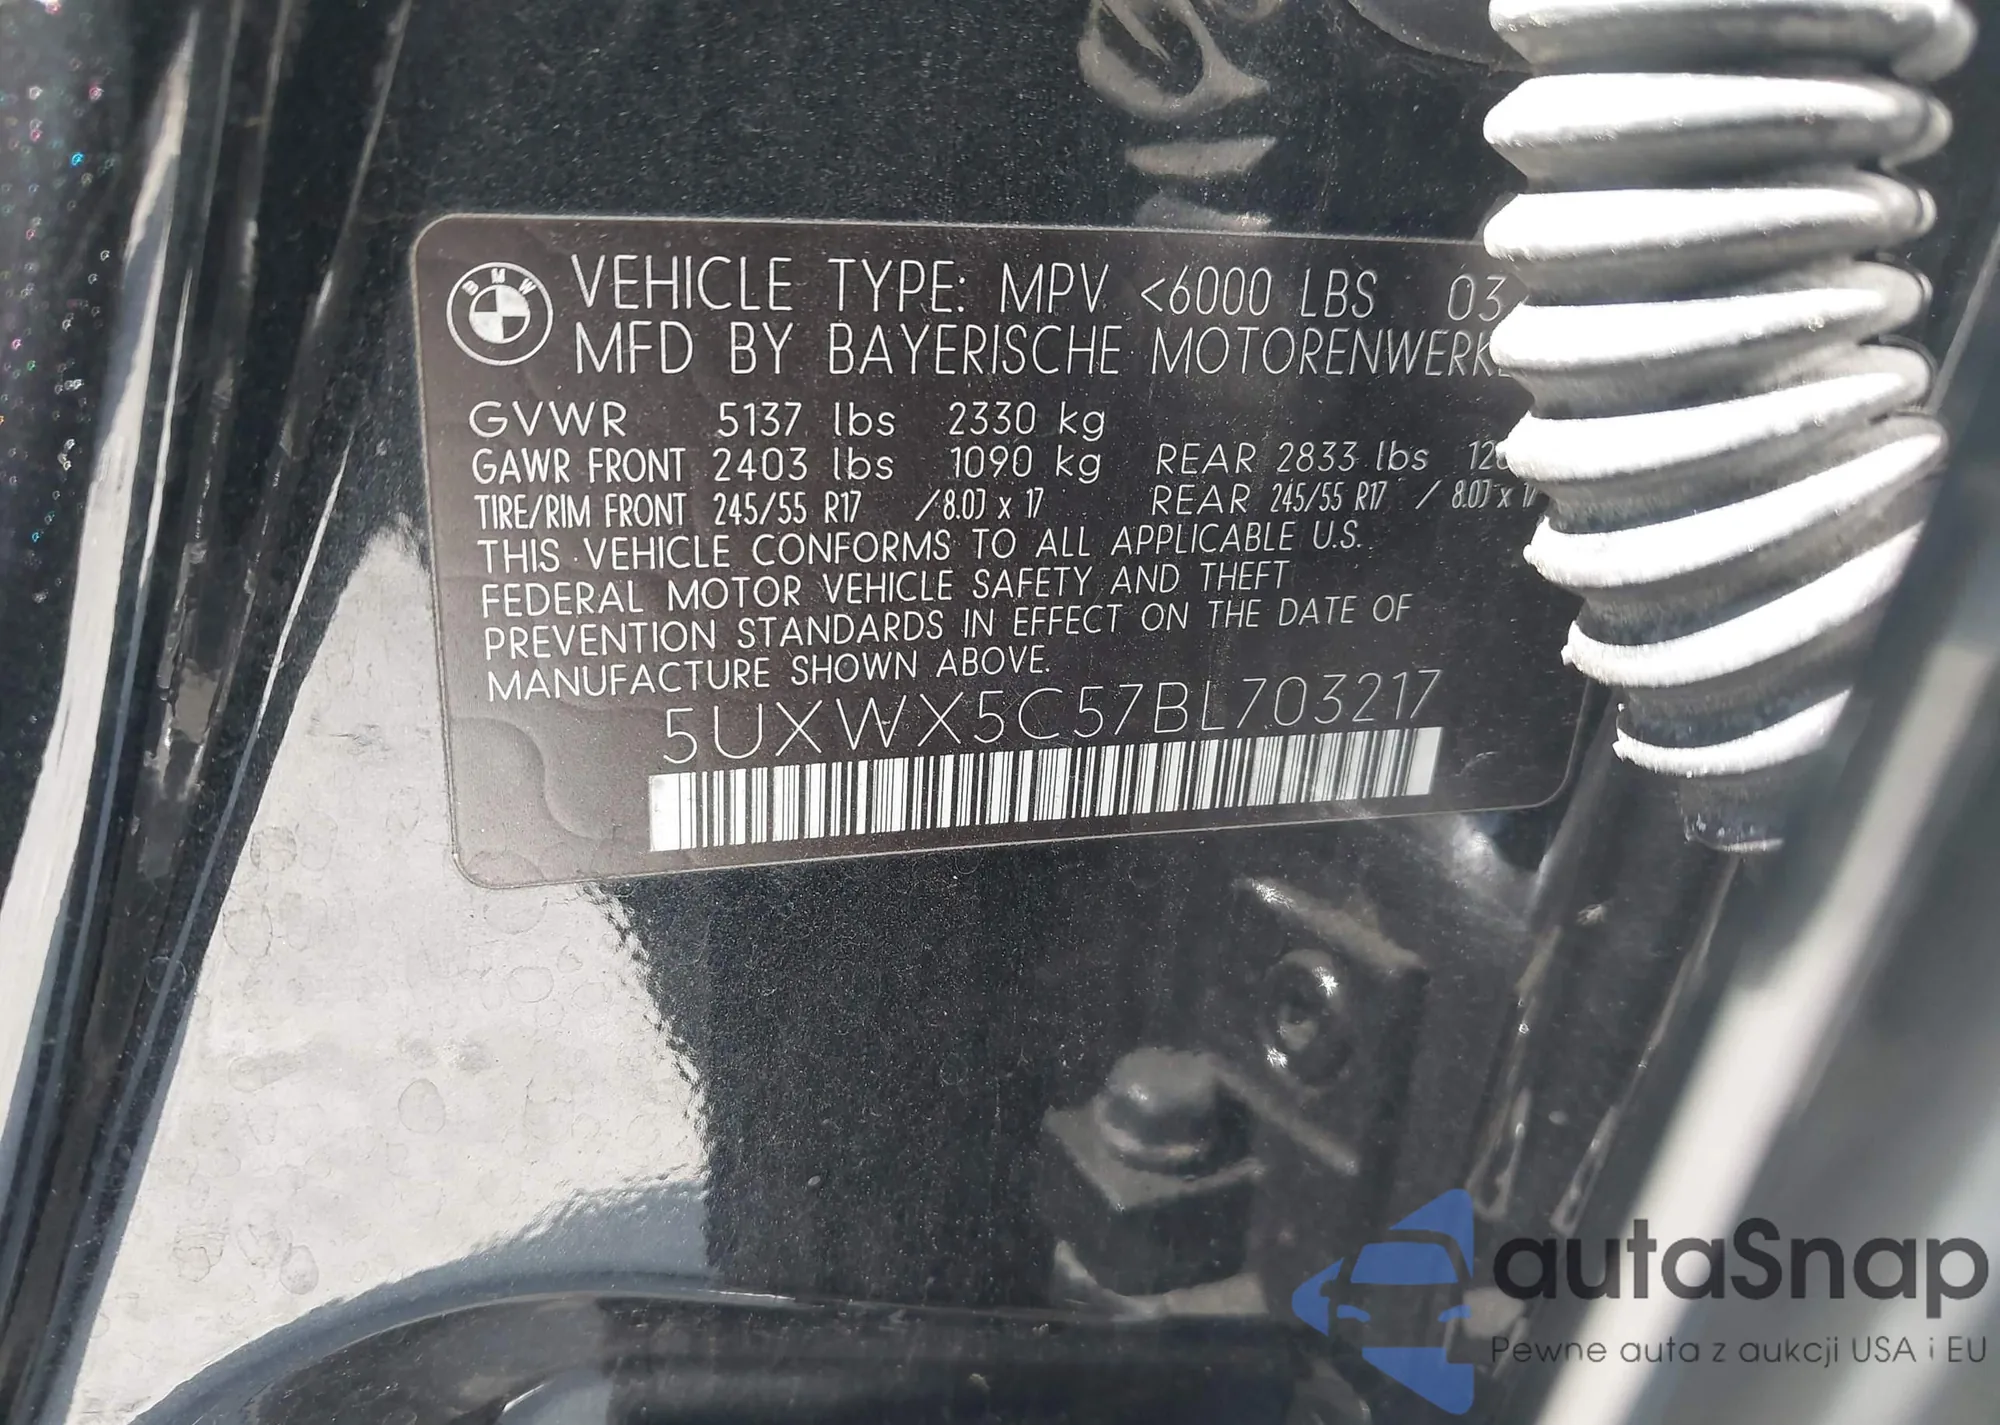 BMW
VEHICLE TYPE: MPV <6000 LBS 03
MFD BY BAYERISCHE MOTORENWERK
GVWR 5137 lbs 2330 kg
GAWR FRONT 2403 lbs 1090 kg REAR 2833 lbs
TIRE/RIM FRONT 245/55 R17 /8.0J x 17 REAR 245/55 R17 / 8.0J x
THIS VEHICLE CONFORMS TO ALL APPLICABLE U.S.
FEDERAL MOTOR VEHICLE SAFETY AND THEFT
PREVENTION STANDARDS IN EFFECT ON THE DATE OF
MANUFACTURE SHOWN ABOVE.
5UXWX5C57BL703217
autaSnap
Pewne auta z aukcji USA i EU